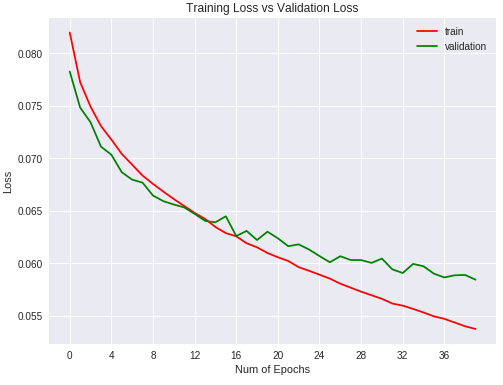 Training Loss vs Validation Loss
train
validation
0.080
0.075
0.070
0.065
0.060
0.055
Loss
0 4 8 12 16 20 24 28 32 36
Num of Epochs